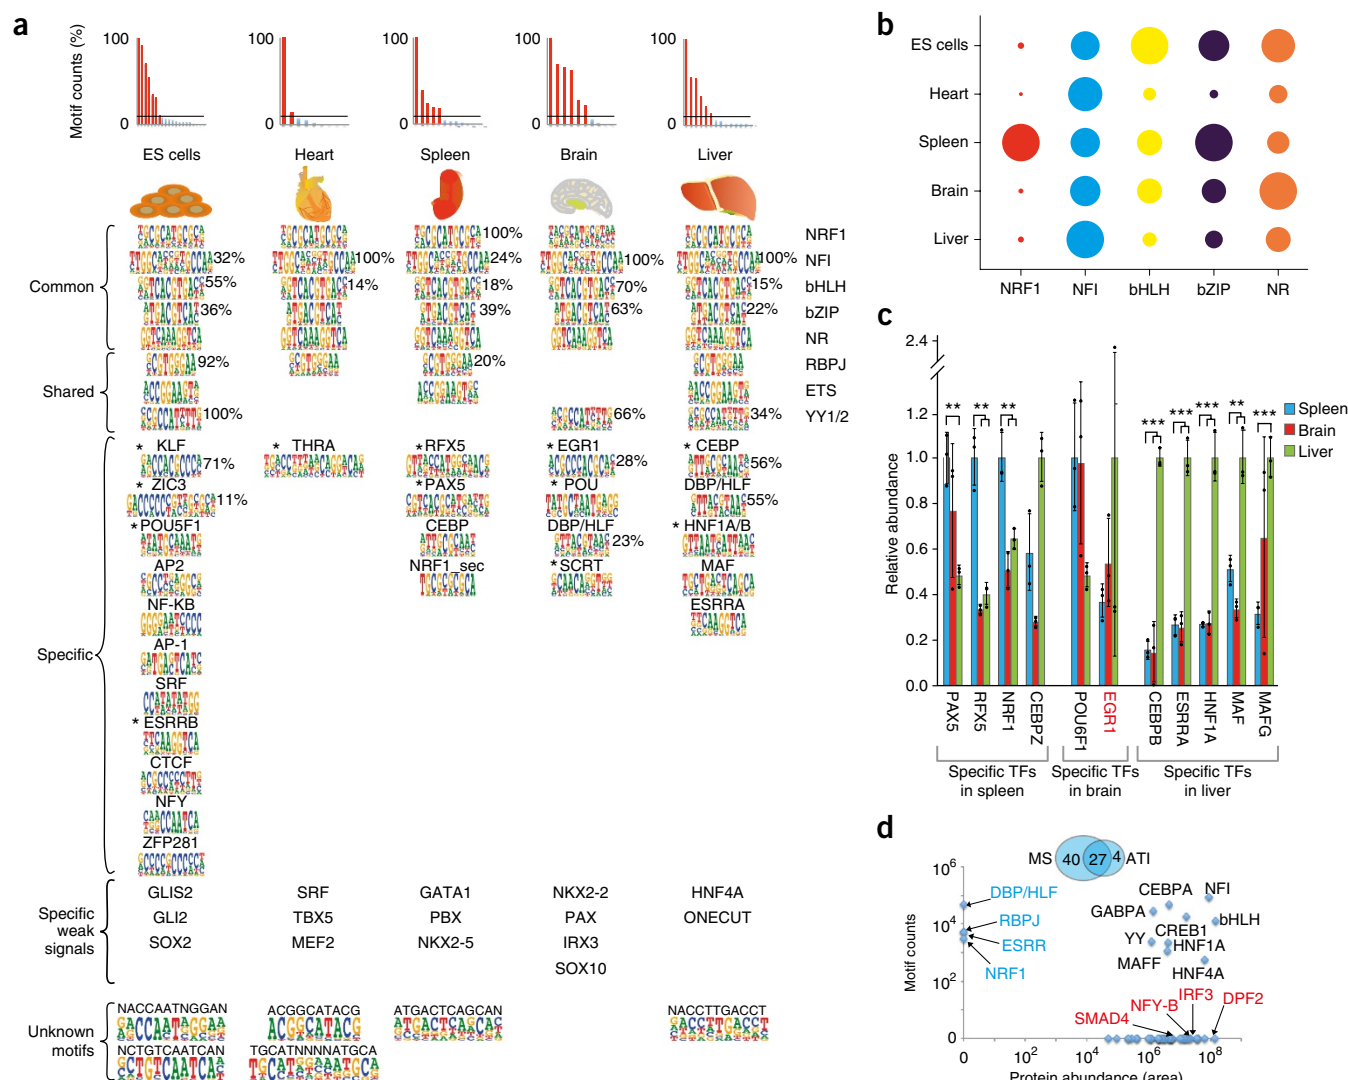 a
Motif counts (%)
100
0
100
0
100
0
100
0
100
0
ES cells
Heart
Spleen
Brain
Liver
Common
100%
NRF1
32%
100%
24%
100%
100%
NFI
55%
14%
18%
70%
15%
bHLH
36%
39%
63%
22%
bZIP
NR
Shared
92%
20%
RBPJ
ETS
100%
66%
34%
YY1/2
Specific
* KLF
* THRA
*RFX5
*EGR1
* CEBP
71%
28%
56%
* ZIC3
*PAX5
* POU
DBP/HLF
11%
55%
*POU5F1
CEBP
DBP/HLF
*HNF1A/B
23%
AP2
NRF1_sec
*SCRT
MAF
NF-KB
ESRRA
AP-1
SRF
* ESRRB
CTCF
NFY
ZFP281
Specific
weak
signals
GLIS2
SRF
GATA1
NKX2-2
HNF4A
GLI2
TBX5
PBX
PAX
ONECUT
SOX2
MEF2
NKX2-5
IRX3
SOX10
Unknown
motifs
NACCAATNGGAN
ACGGCATACG
ATGACTCAGCAN
NACCTTGACCT
NCTGTCAATCAN
TGCATNNNNATGCA
b
ES cells
Heart
Spleen
Brain
Liver
NRF1
NFI
bHLH
bZIP
NR
c
Relative abundance
2.4
1.2
1.0
0.8
0.6
0.4
0.2
0.0
**
**
**
***
***
***
**
***
Spleen
Brain
Liver
PAX5
RFX5
NRF1
CEBPZ
POU6F1
EGR1
CEBPB
ESRRA
HNF1A
MAF
MAFG
Specific TFs
in spleen
Specific TFs
in brain
Specific TFs
in liver
d
MS
40
27
4
ATI
Motif counts
10^6
10^4
10^2
0
DBP/HLF
RBPJ
ESRR
NRF1
CEBPA
NFI
GABPA
bHLH
CREB1
YY
HNF1A
MAFF
HNF4A
IRF3
DPF2
NFY-B
SMAD4
0
10^2
10^4
10^6
10^8
Protein abundance (area)